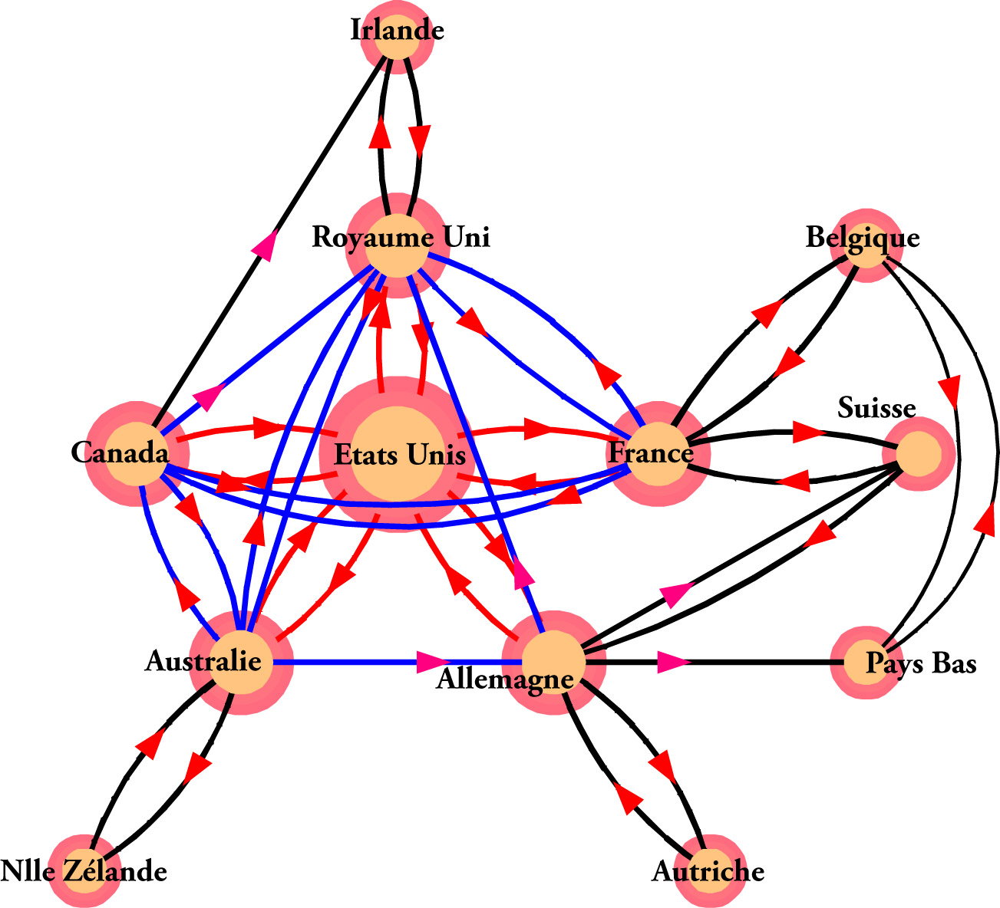 Irlande
Royaume Uni
Belgique
Suisse
Canada
Etats Unis
France
Australie
Allemagne
Pays Bas
Nlle Zélande
Autriche